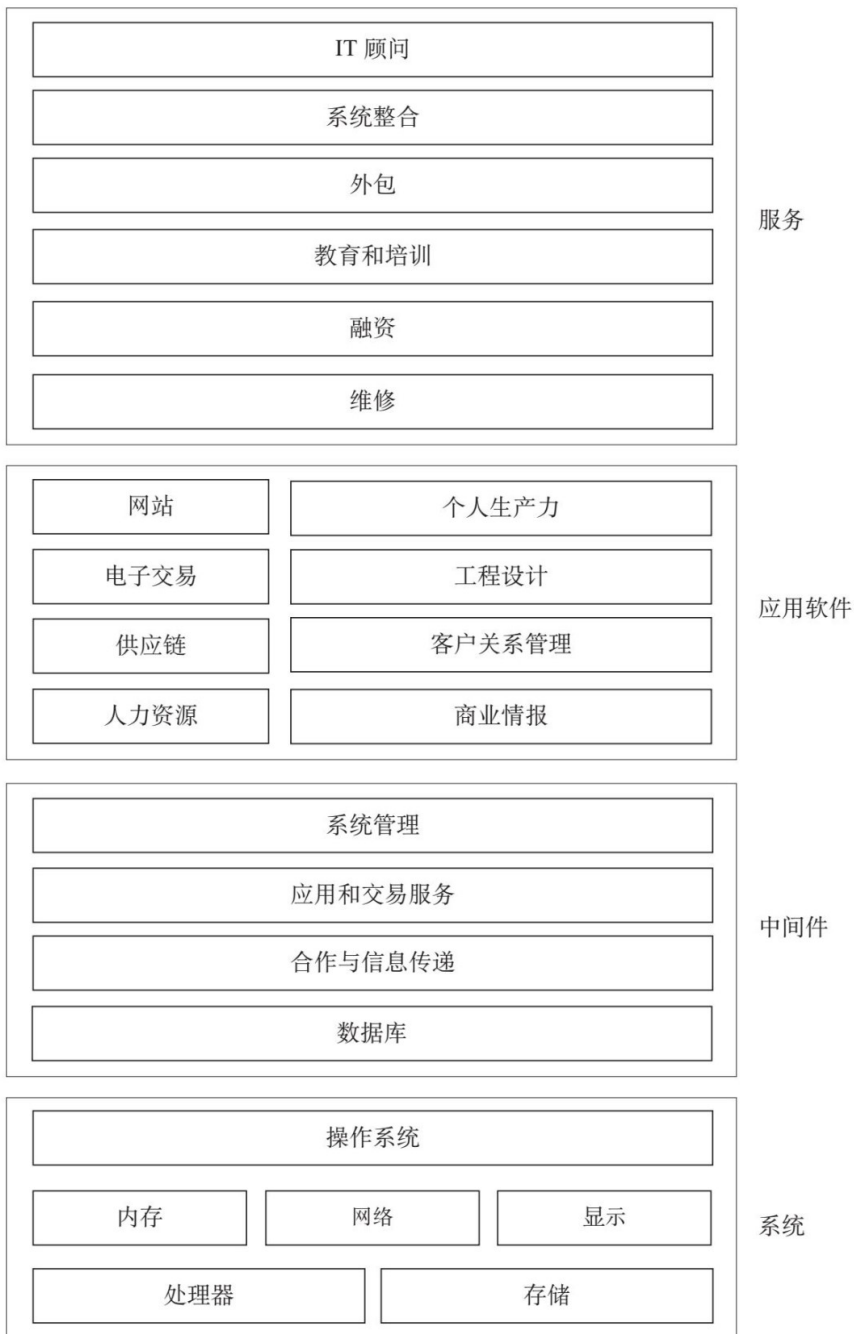 IT 顾问
系统整合
外包
教育和培训
融资
维修
服务
网站
个人生产力
电子交易
工程设计
供应链
客户关系管理
人力资源
商业情报
应用软件
系统管理
应用和交易服务
合作与信息传递
数据库
中间件
操作系统
内存
网络
显示
处理器
存储
系统